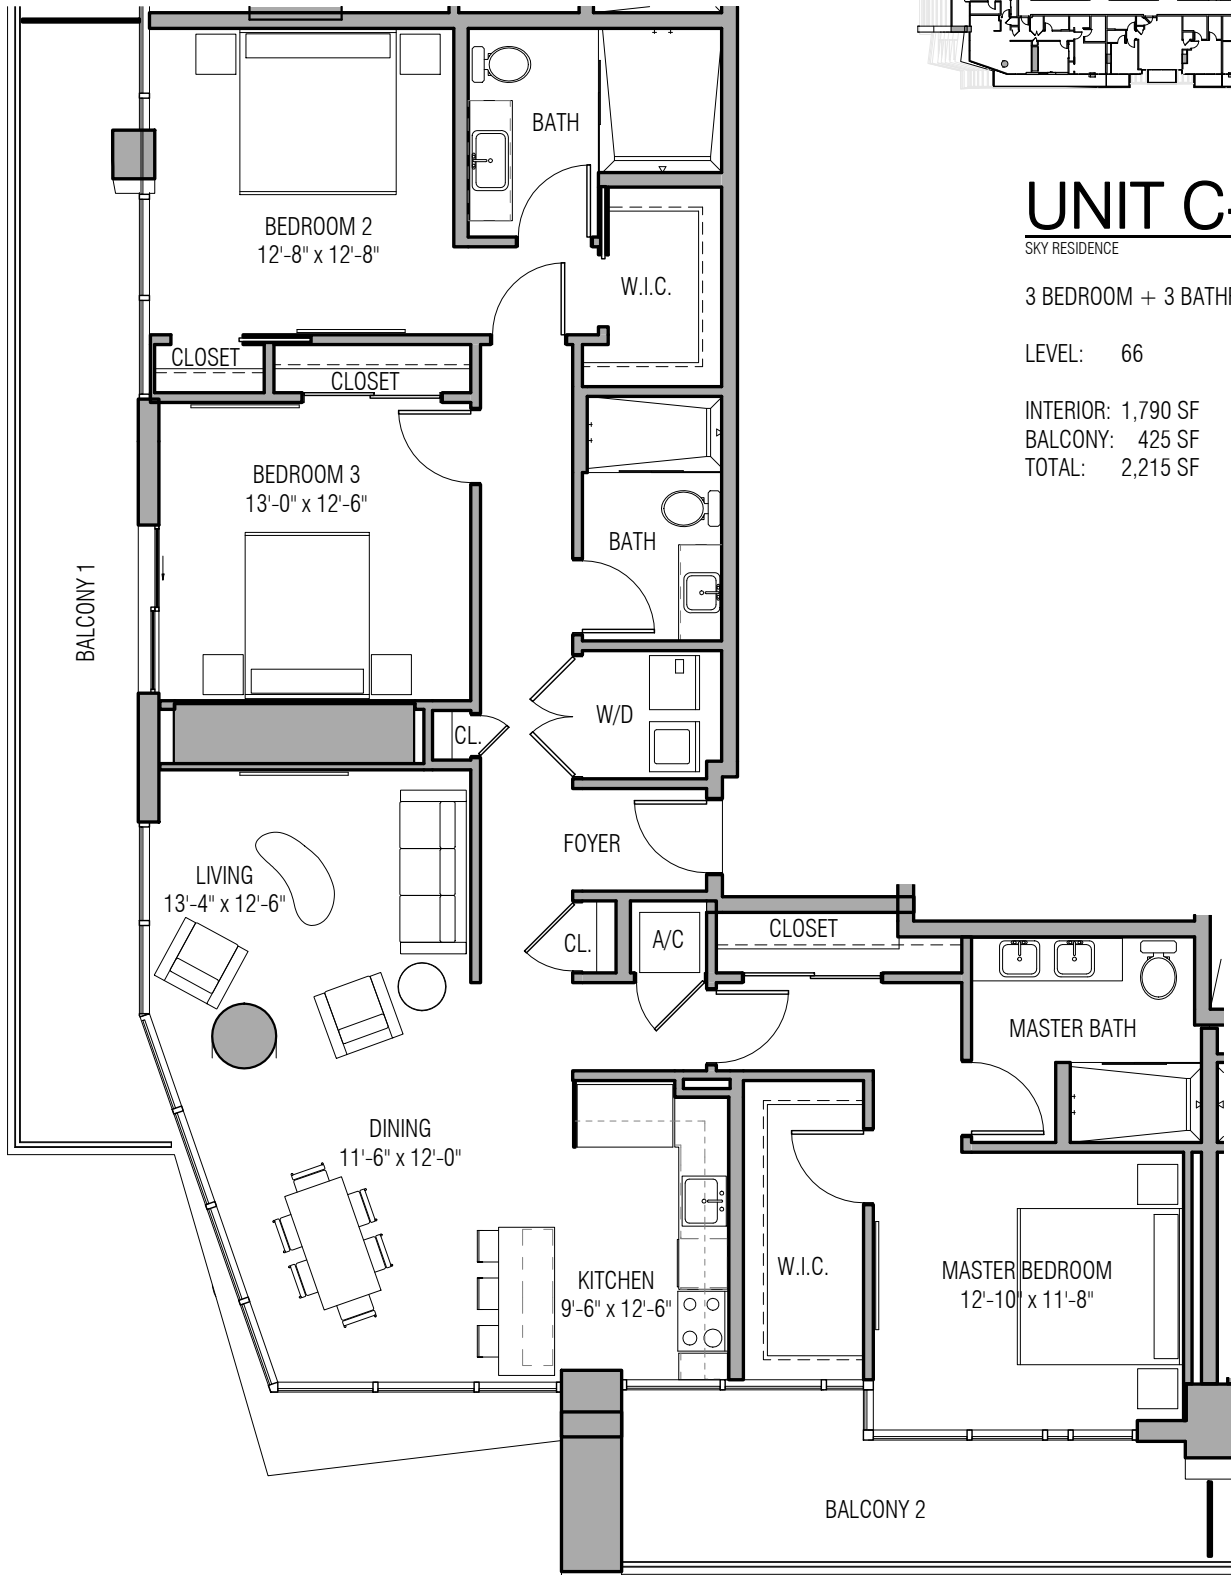 BATH
BEDROOM 2
12'-8" x 12'-8"
W.I.C.
CLOSET
CLOSET
BEDROOM 3
13'-0" x 12'-6"
BATH
BALCONY 1
W/D
CL.
FOYER
LIVING
13'-4" x 12'-6"
CL.
A/C
CLOSET
MASTER BATH
DINING
11'-6" x 12'-0"
W.I.C.
KITCHEN
9'-6" x 12'-6"
MASTER BEDROOM
12'-10" x 11'-8"
BALCONY 2
UNIT C-
SKY RESIDENCE
3 BEDROOM + 3 BATH
LEVEL: 66
INTERIOR: 1,790 SF
BALCONY: 425 SF
TOTAL: 2,215 SF